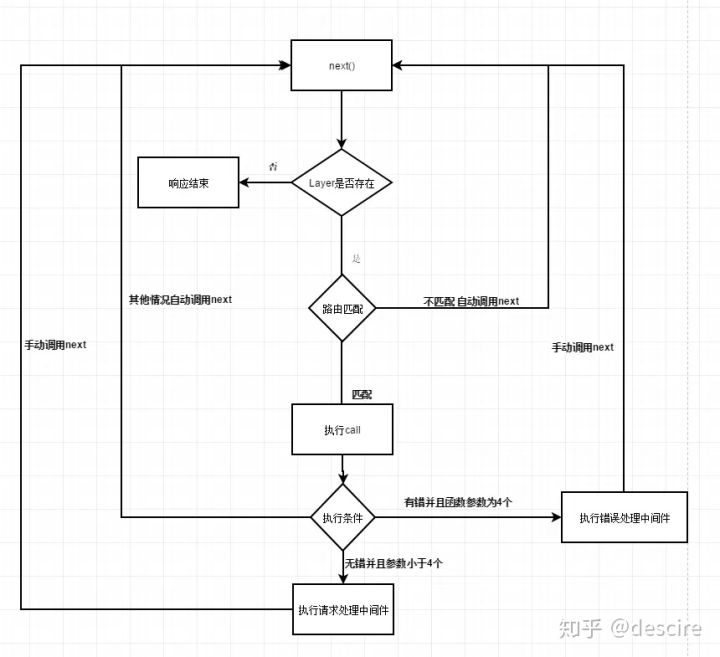 next()
否
响应结束
Layer是否存在
是
其他情况自动调用next
路由匹配
不匹配 自动调用next
手动调用next
手动调用next
匹配
执行call
有错并且函数参数为4个
执行条件
执行错误处理中间件
无错并且参数小于4个
执行请求处理中间件
知乎 @descire